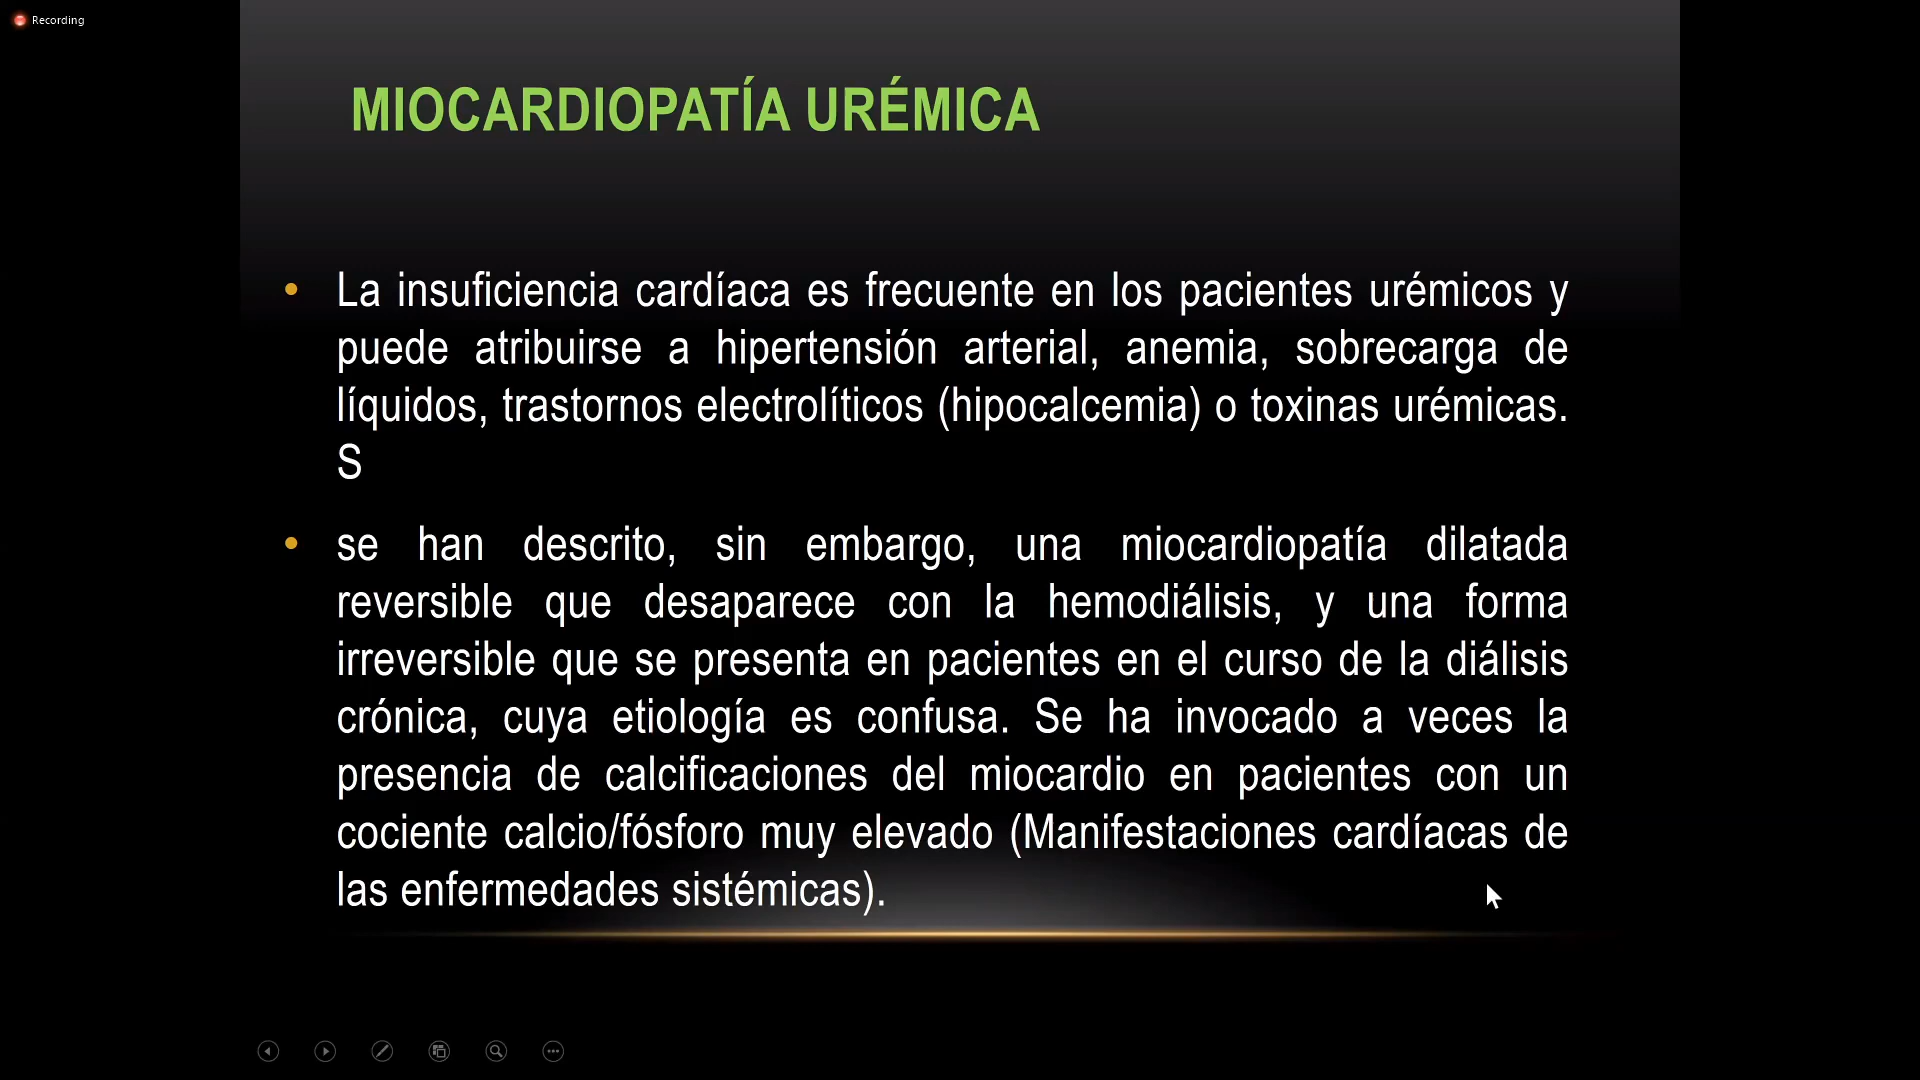 Recording
MIOCARDIOPATÍA URÉMICA
• La insuficiencia cardíaca es frecuente en los pacientes urémicos y
puede atribuirse a hipertensión arterial, anemia, sobrecarga de
líquidos, trastornos electrolíticos (hipocalcemia) o toxinas urémicas.
S
• se han descrito, sin embargo, una miocardiopatía dilatada
reversible que desaparece con la hemodiálisis, y una forma
irreversible que se presenta en pacientes en el curso de la diálisis
crónica, cuya etiología es confusa. Se ha invocado a veces la
presencia de calcificaciones del miocardio en pacientes con un
cociente calcio/fósforo muy elevado (Manifestaciones cardíacas de
las enfermedades sistémicas).